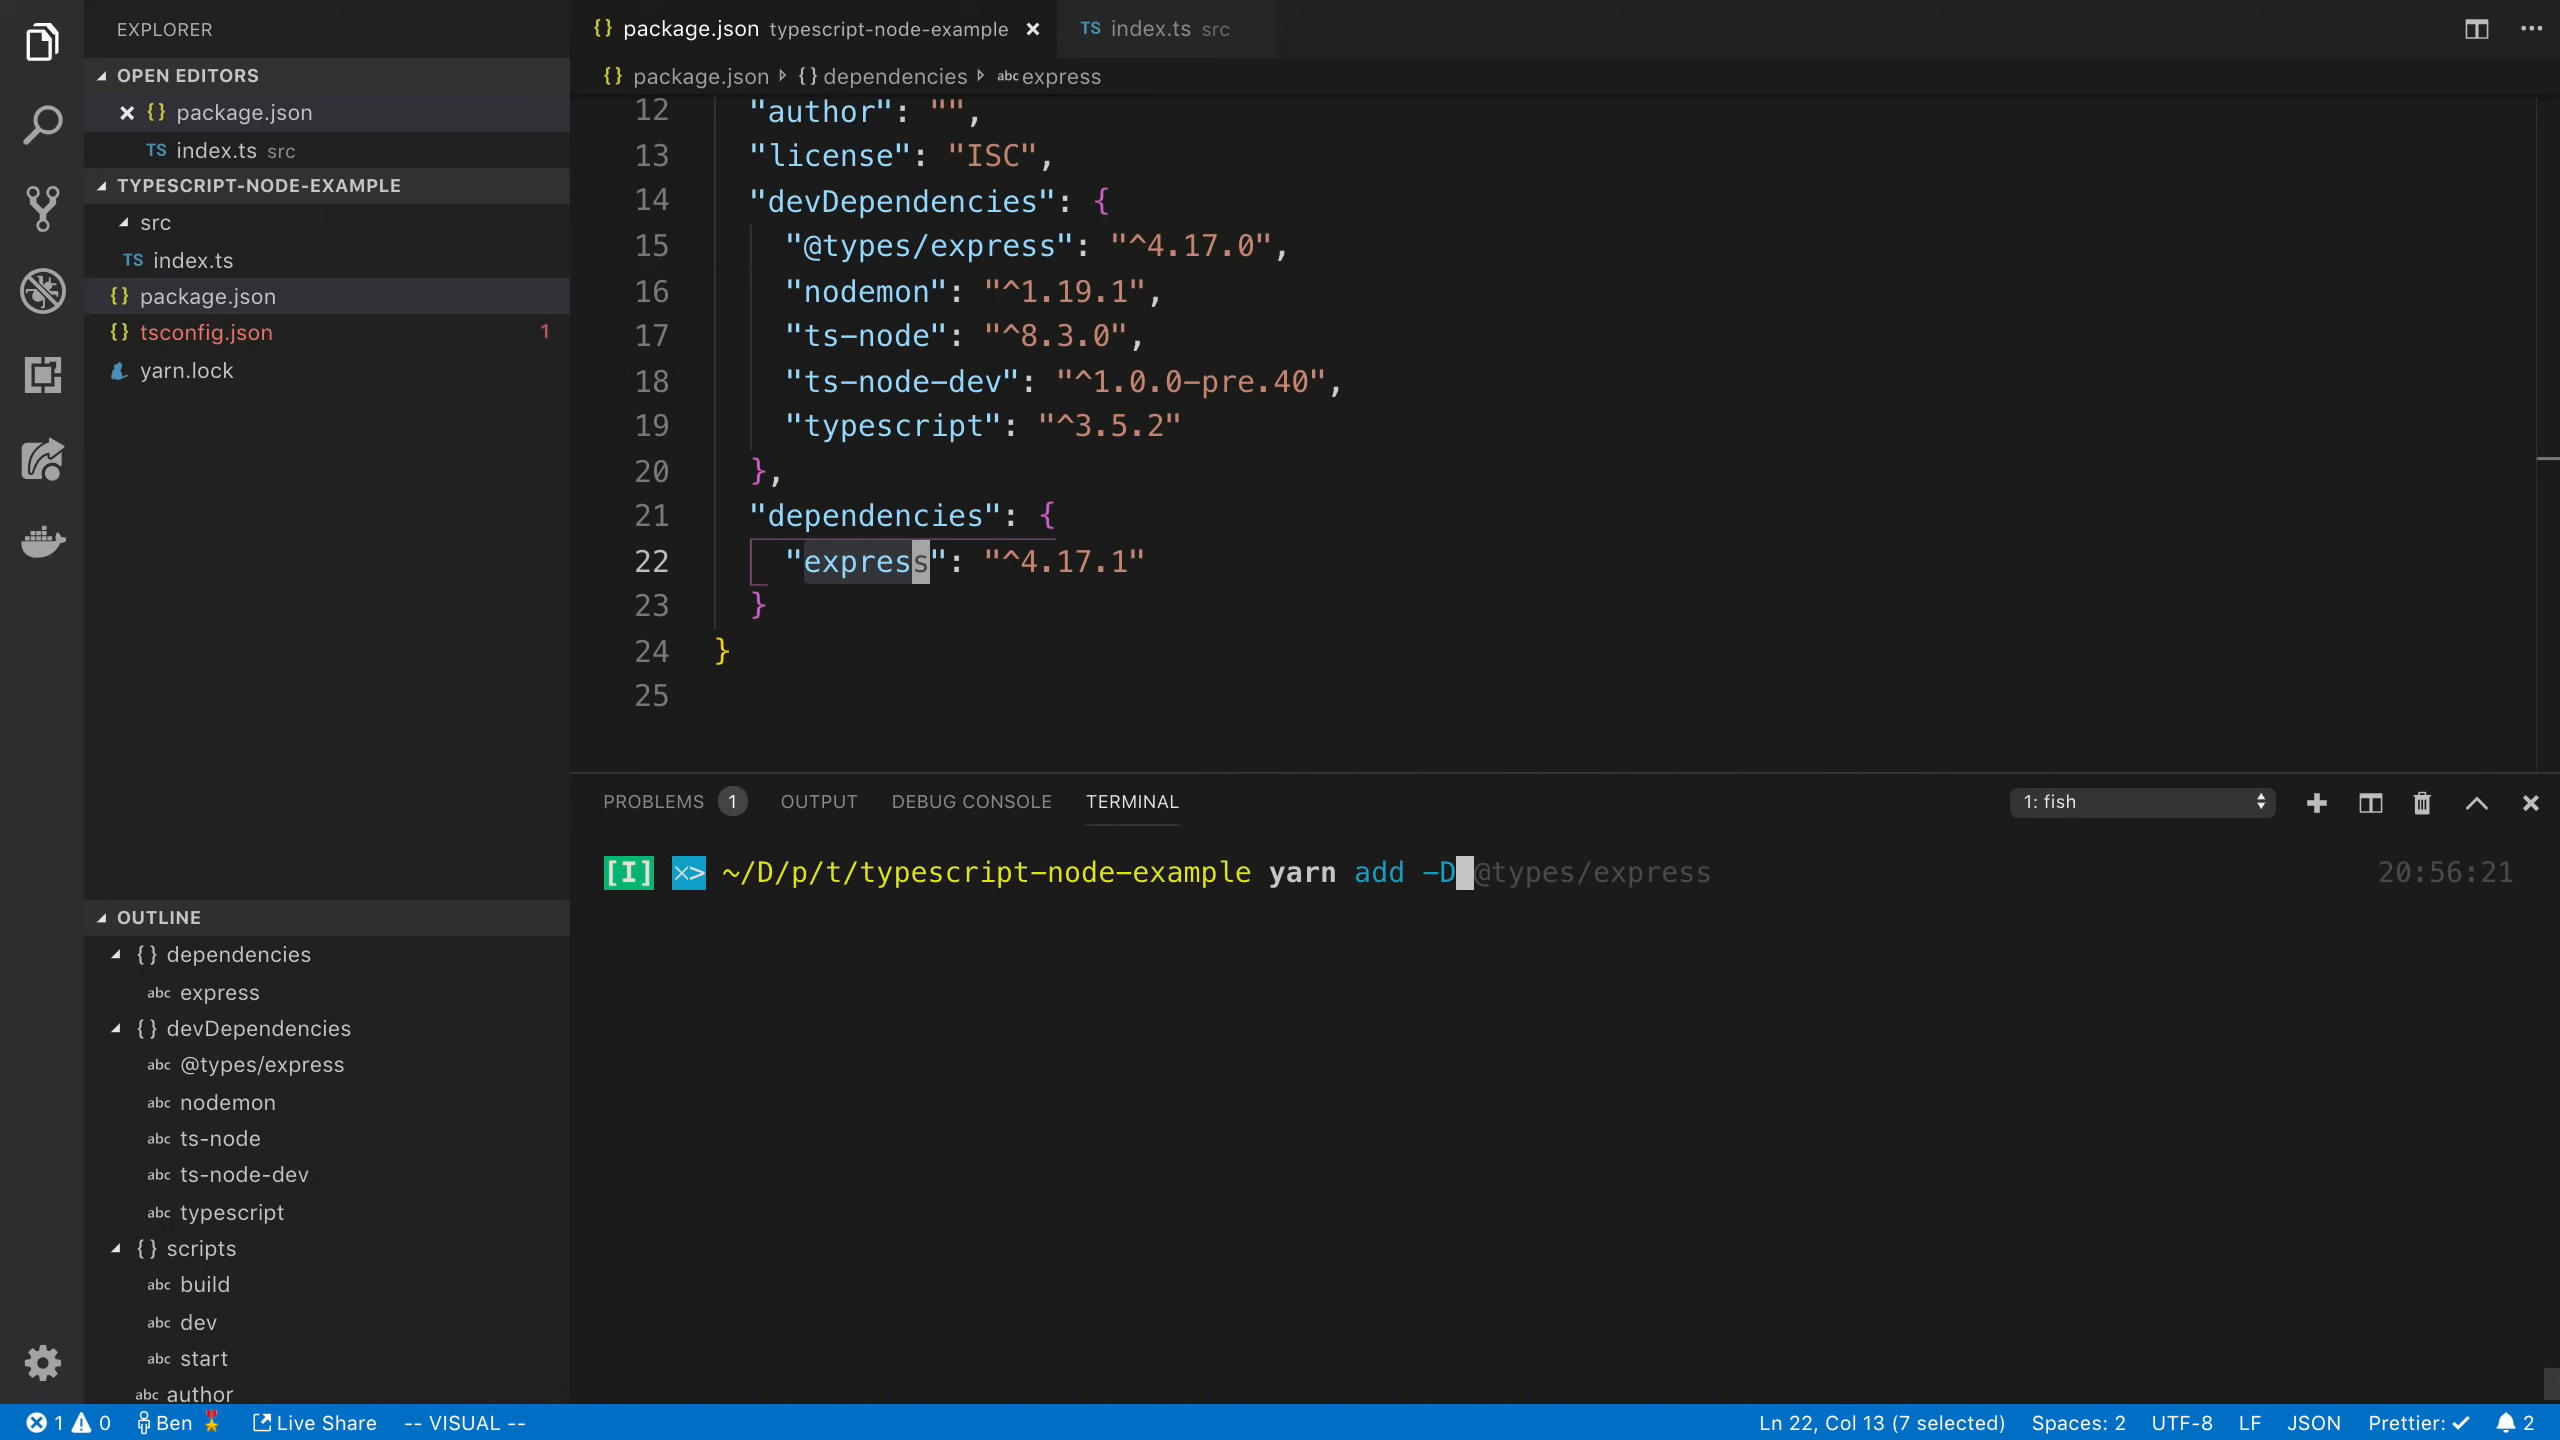 EXPLORER
OPEN EDITORS
{} package.json
TS index.ts src
TYPESCRIPT-NODE-EXAMPLE
src
TS index.ts
{} package.json
{} tsconfig.json 1
yarn.lock
OUTLINE
{} dependencies
abc express
{} devDependencies
abc @types/express
abc nodemon
abc ts-node
abc ts-node-dev
abc typescript
{} scripts
abc build
abc dev
abc start
abc author
{} package.json typescript-node-example
TS index.ts src
{} package.json {} dependencies abc express
12 "author": "",
13 "license": "ISC",
14 "devDependencies": {
15 "@types/express": "^4.17.0",
16 "nodemon": "^1.19.1",
17 "ts-node": "^8.3.0",
18 "ts-node-dev": "^1.0.0-pre.40",
19 "typescript": "^3.5.2"
20 },
21 "dependencies": {
22 "express": "^4.17.1"
23 }
24 }
25
PROBLEMS 1 OUTPUT DEBUG CONSOLE TERMINAL 1: fish
[I] ×> ~/D/p/t/typescript-node-example yarn add -D @types/express 20:56:21
1 0 Ben Live Share -- VISUAL -- Ln 22, Col 13 (7 selected) Spaces: 2 UTF-8 LF JSON Prettier: ✓ 2